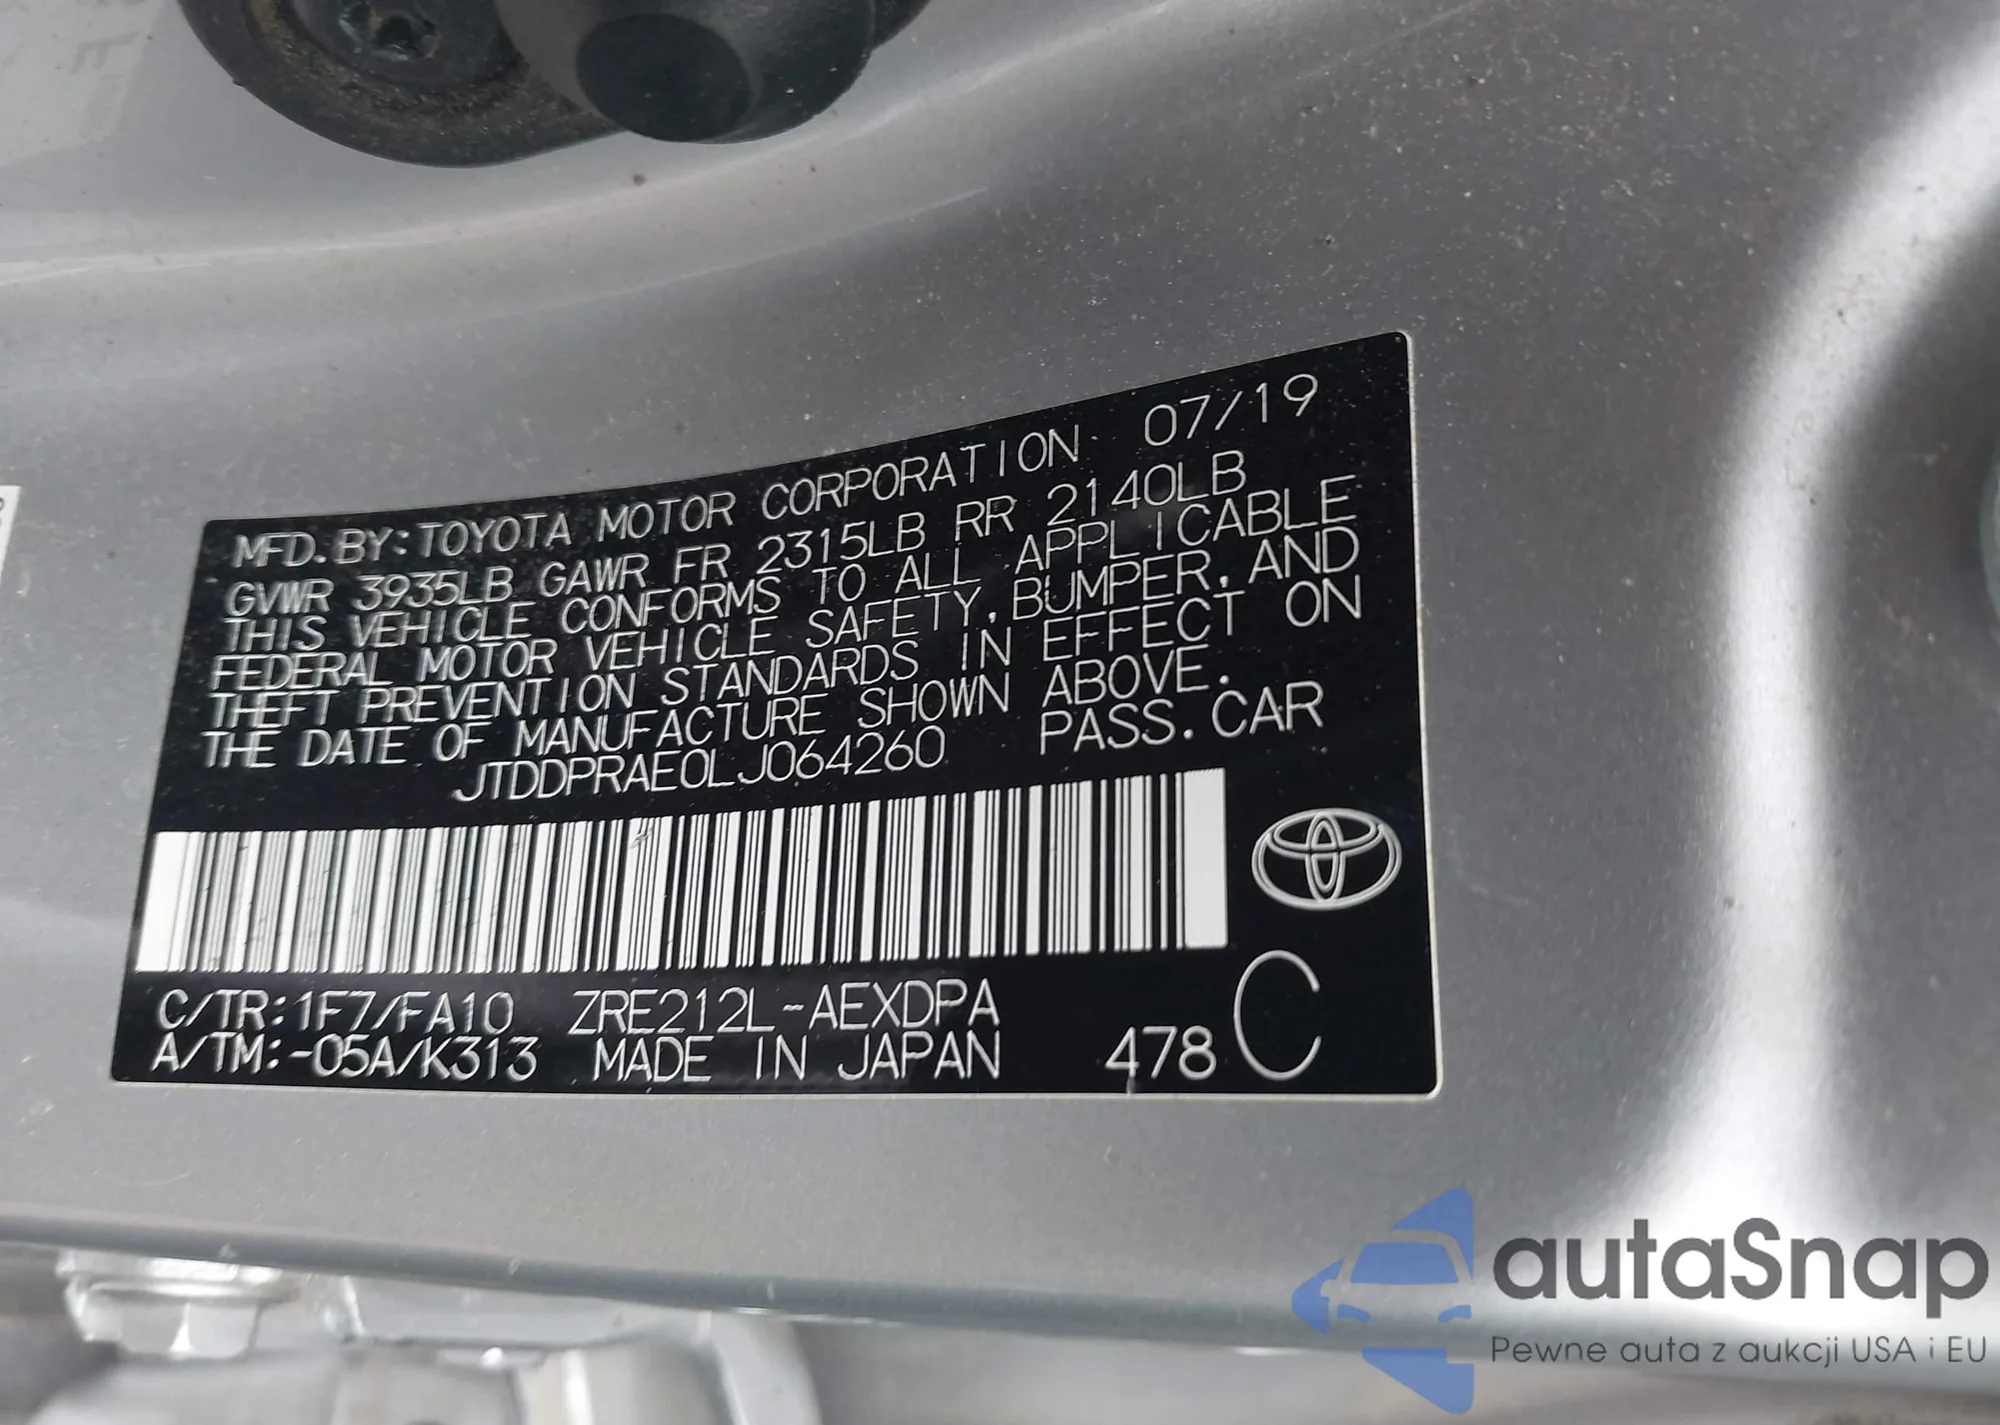 MFD.BY:TOYOTA MOTOR CORPORATION 07/19
GVWR 3935LB GAWR FR 2315LB RR 2140LB
THIS VEHICLE CONFORMS TO ALL APPLICABLE
FEDERAL MOTOR VEHICLE SAFETY, BUMPER, AND
THEFT PREVENTION STANDARDS IN EFFECT ON
THE DATE OF MANUFACTURE SHOWN ABOVE.
JTDDPRAE0LJ064260 PASS.CAR
C/TR:1F7/FA10 ZRE212L-AEXDPA
A/TM:-05A/K313 MADE IN JAPAN 478 C
autaSnap
Pewne auta z aukcji USA i EU